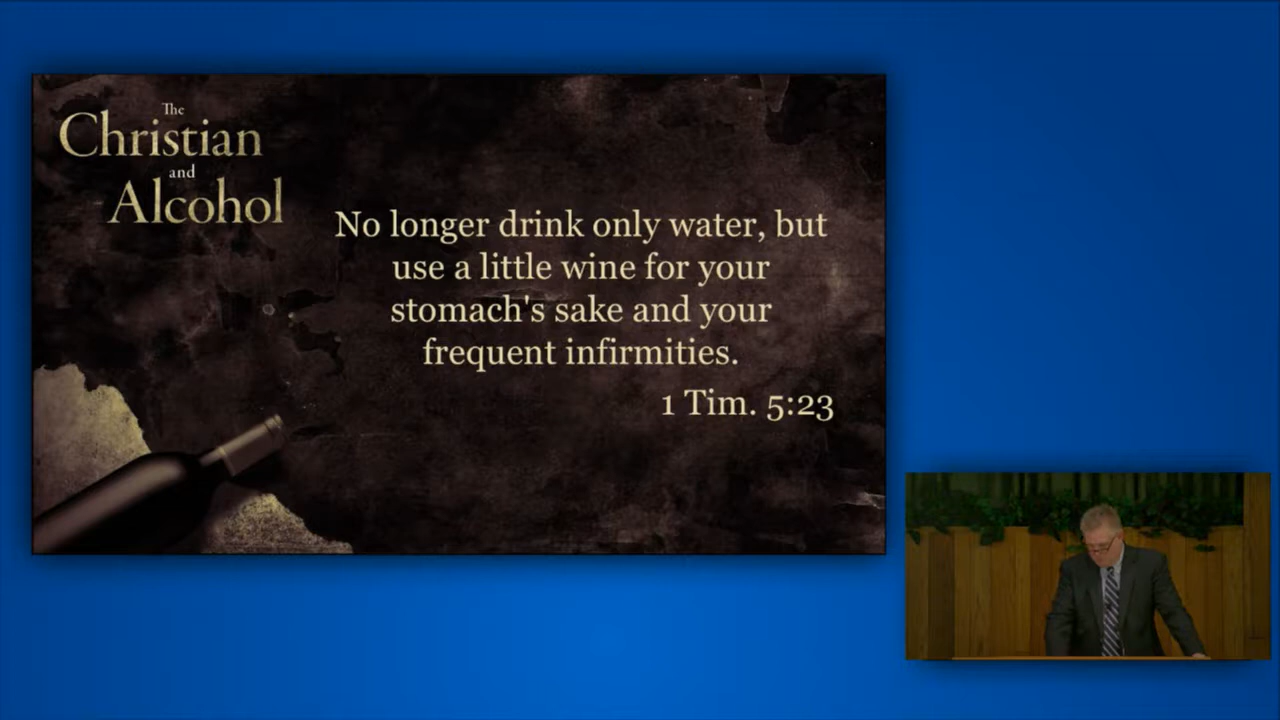 The
Christian
and
Alcohol
No longer drink only water, but
use a little wine for your
stomach's sake and your
frequent infirmities.
1 Tim. 5:23